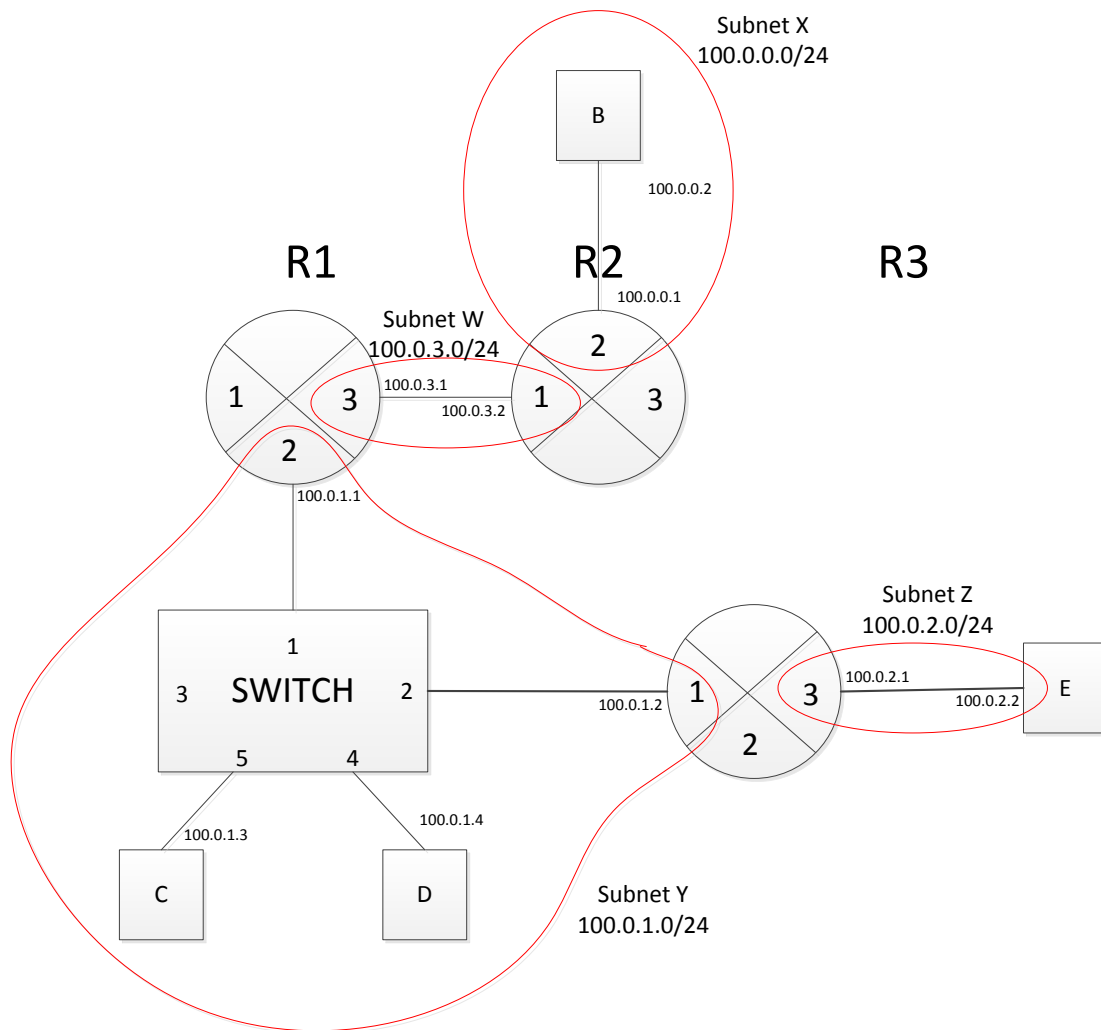 Subnet X
100.0.0.0/24
B
100.0.0.2
R1
R2
R3
100.0.0.1
Subnet W
100.0.3.0/24
2
1
3
100.0.3.1
100.0.3.2
1
3
2
100.0.1.1
Subnet Z
100.0.2.0/24
1
3
SWITCH
2
100.0.1.2
1
3
100.0.2.1
100.0.2.2
E
2
5
4
100.0.1.3
100.0.1.4
C
D
Subnet Y
100.0.1.0/24